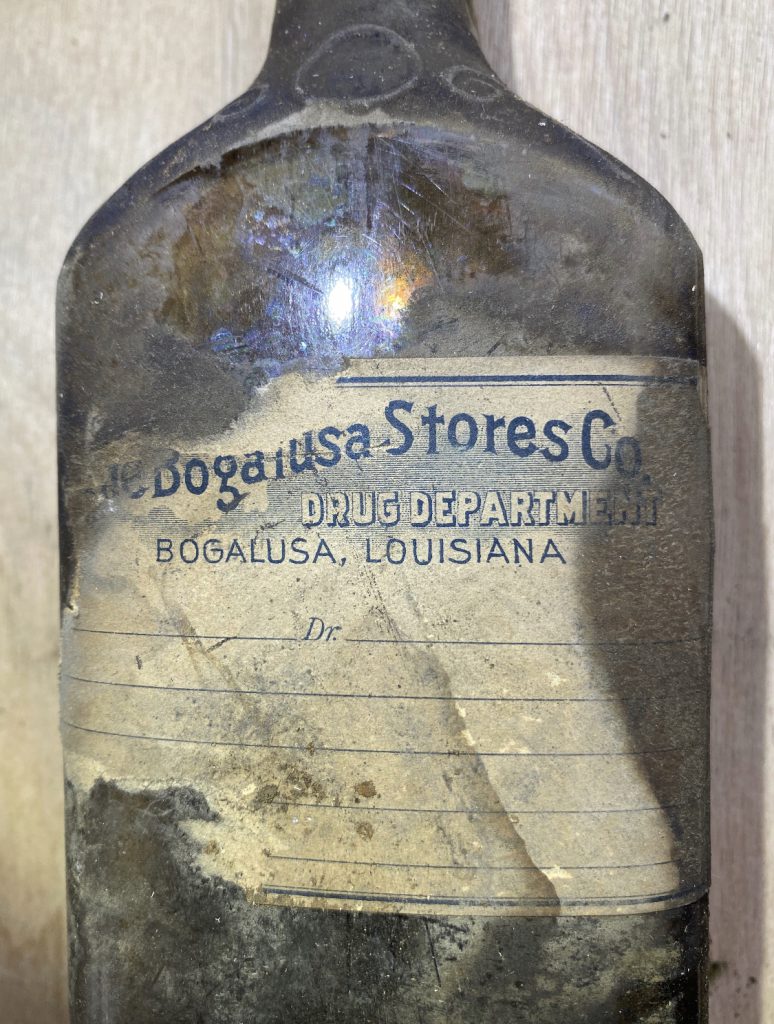 Bogalusa Stores Co.
DRUG DEPARTMENT
BOGALUSA, LOUISIANA
Dr.